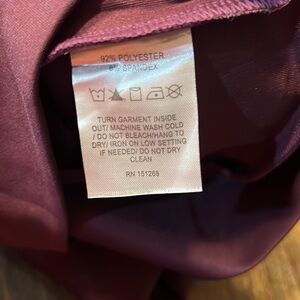 92% POLYESTER
8% SPANDEX
TURN GARMENT INSIDE
OUT/ MACHINE WASH COLD
/ DO NOT BLEACH/HANG TO
DRY/ IRON ON LOW SETTING
IF NEEDED/ DO NOT DRY
CLEAN
RN 151266